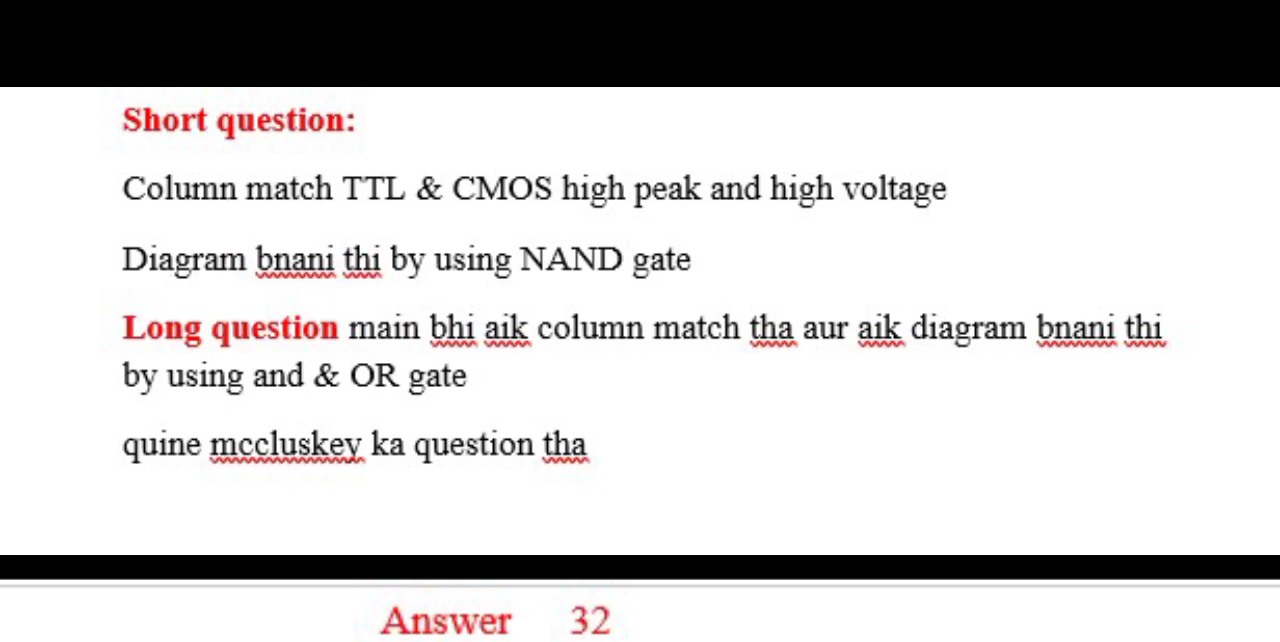 Short question:
Column match TTL & CMOS high peak and high voltage
Diagram bnani thi by using NAND gate
Long question main bhi aik column match tha aur aik diagram bnani thi
by using and & OR gate
quine mccluskey ka question tha
Answer 32